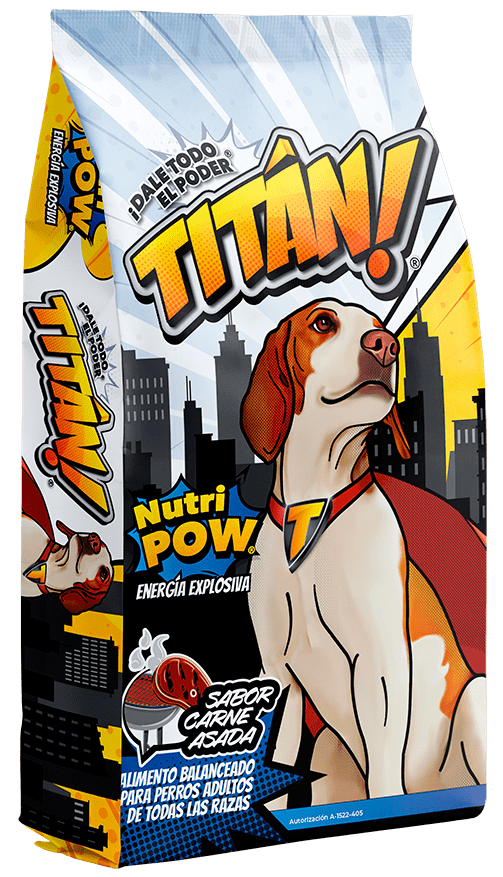 ¡DALE TODO
EL PODER®
TITÁN!®
Nutri
POW®
ENERGÍA EXPLOSIVA
T
SABOR
CARNE
ASADA
ALIMENTO BALANCEADO
PARA PERROS ADULTOS
DE TODAS LAS RAZAS
Autorización A-1522-405
POW®
ENERGÍA EXPLOSIVA
¡DALE TODO
EL PODER®
TITÁN!®